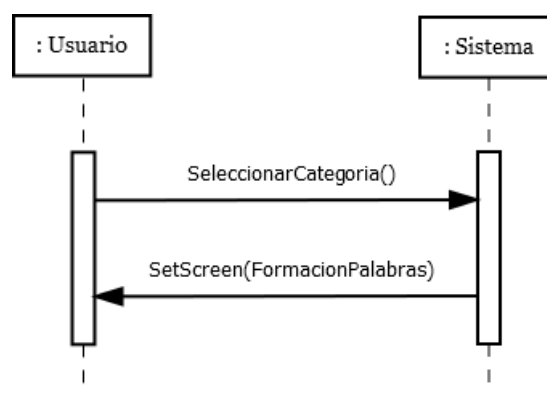 : Usuario
: Sistema
SeleccionarCategoria()
SetScreen(FormacionPalabras)